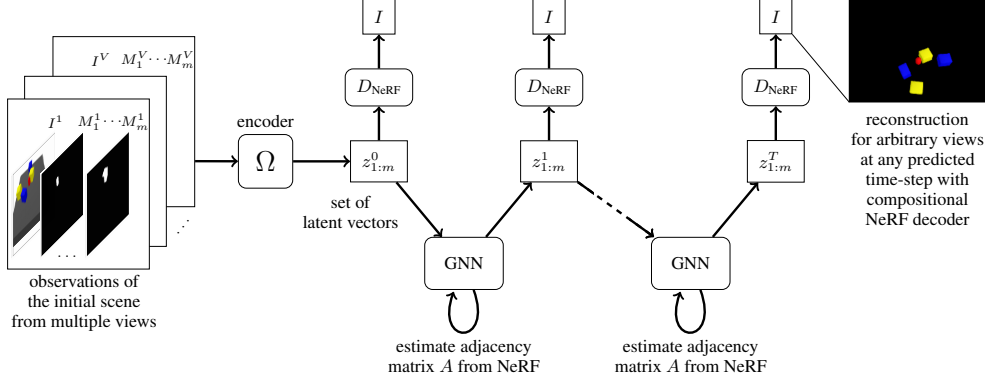 I I I
I^V M_1^V ··· M_m^V
D_NeRF D_NeRF D_NeRF
I^1 M_1^1 ··· M_m^1
encoder
Ω
z_{1:m}^0 z_{1:m}^1 z_{1:m}^T
set of
latent vectors
reconstruction
for arbitrary views
at any predicted
time-step with
compositional
NeRF decoder
...
observations of
the initial scene
from multiple views
GNN GNN
estimate adjacency
matrix A from NeRF
estimate adjacency
matrix A from NeRF